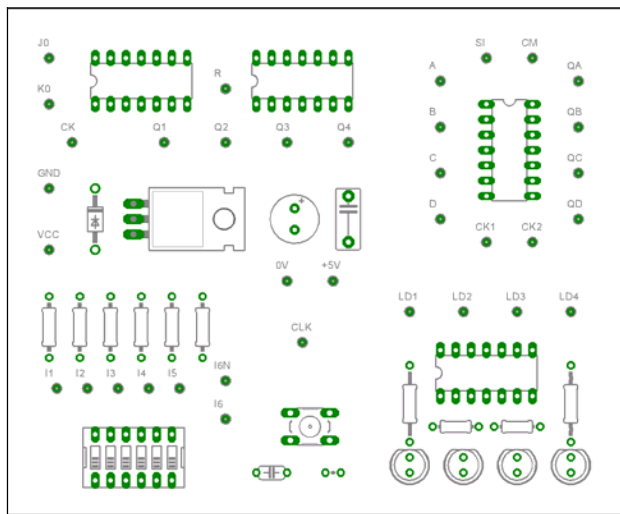 J0
K0
CK
Q1
R
Q2
Q3
Q4
SI
CM
A
QA
B
QB
C
QC
D
QD
CK1
CK2
GND
VCC
+
0V
+5V
CLK
LD1
LD2
LD3
LD4
I1
I2
I3
I4
I5
I6N
I6